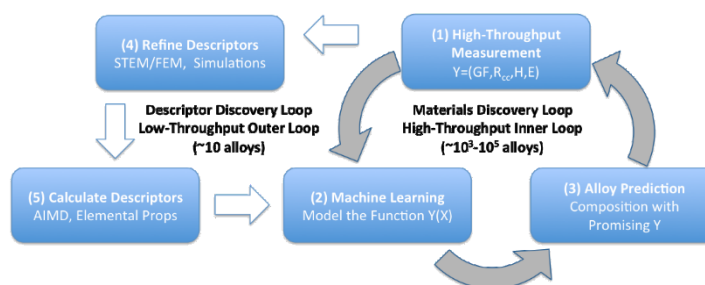 (4) Refine Descriptors
STEM/FEM, Simulations
(1) High-Throughput
Measurement
Y=(GF,Rcc,H,E)
Descriptor Discovery Loop
Low-Throughput Outer Loop
(~10 alloys)
Materials Discovery Loop
High-Throughput Inner Loop
(~10³-10⁵ alloys)
(5) Calculate Descriptors
AIMD, Elemental Props
(2) Machine Learning
Model the Function Y(X)
(3) Alloy Prediction
Composition with
Promising Y